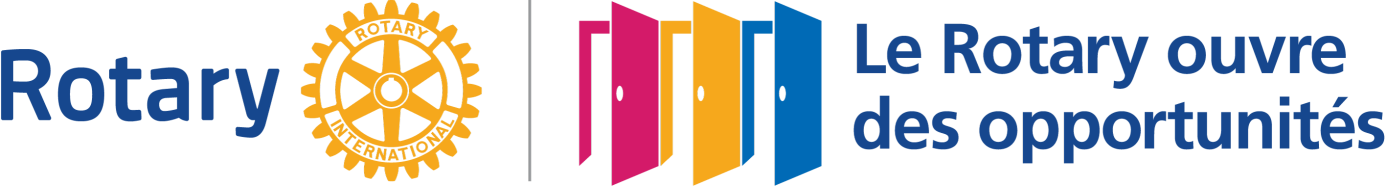 Rotary
ROTARY
INTERNATIONAL
Le Rotary ouvre
des opportunités